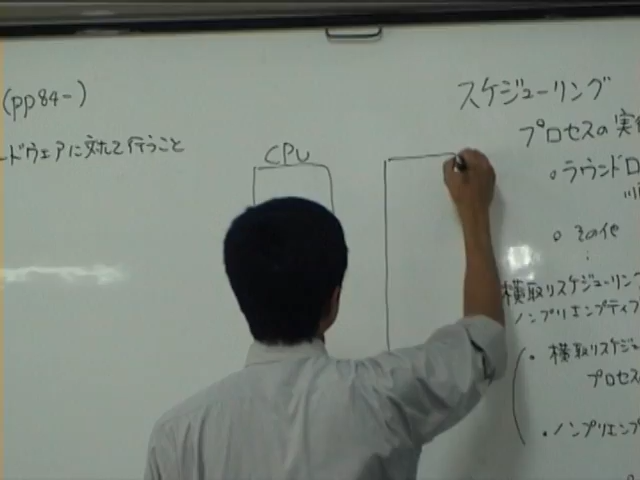 (pp84-)
ードウェアに対して行うこと
CPU
スケジューリング
プロセスの実
・ラウンドロ
・その他
横取りスケジューリング
ノンプリエンプティブ
・横取りスケジュー
プロセス
・ノンプリエンプ